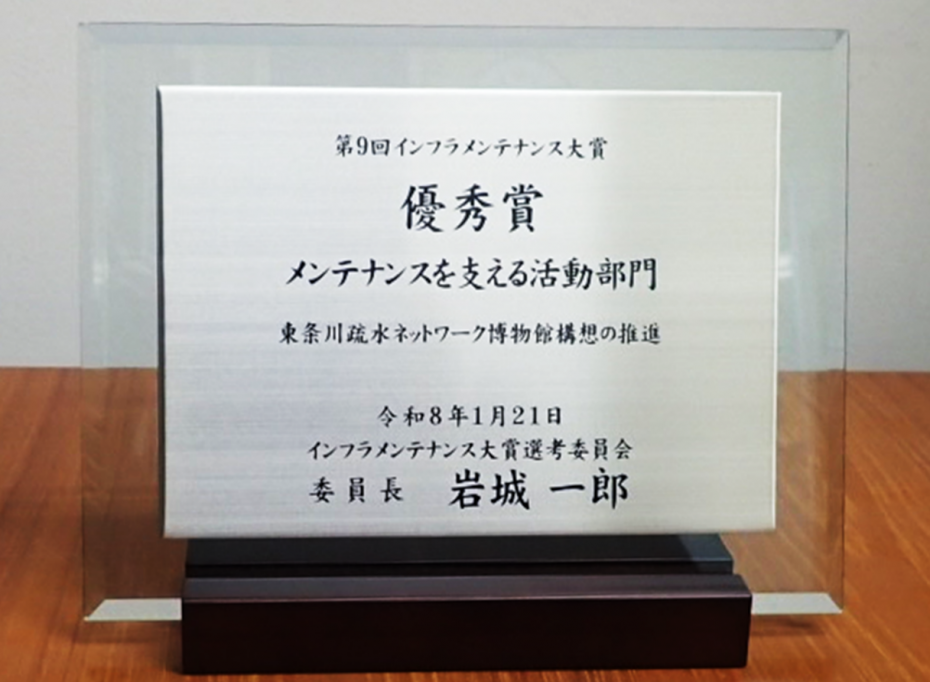 第9回インフラメンテナンス大賞
優秀賞
メンテナンスを支える活動部門
東条川疏水ネットワーク博物館構想の推進
令和8年1月21日
インフラメンテナンス大賞選考委員会
委員長 岩城 一郎